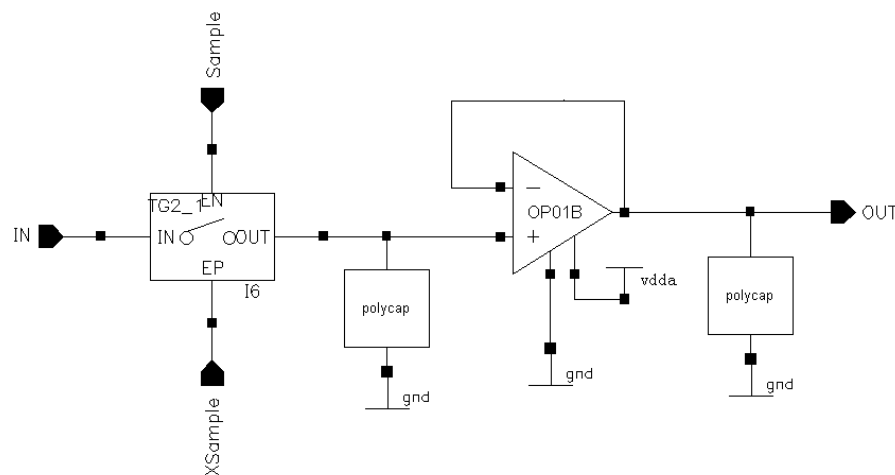 Sample
TG2_1
EN
IN
IN
OUT
EP
I6
XSample
polycap
gnd
−
OP01B
+
vdda
gnd
OUT
polycap
gnd